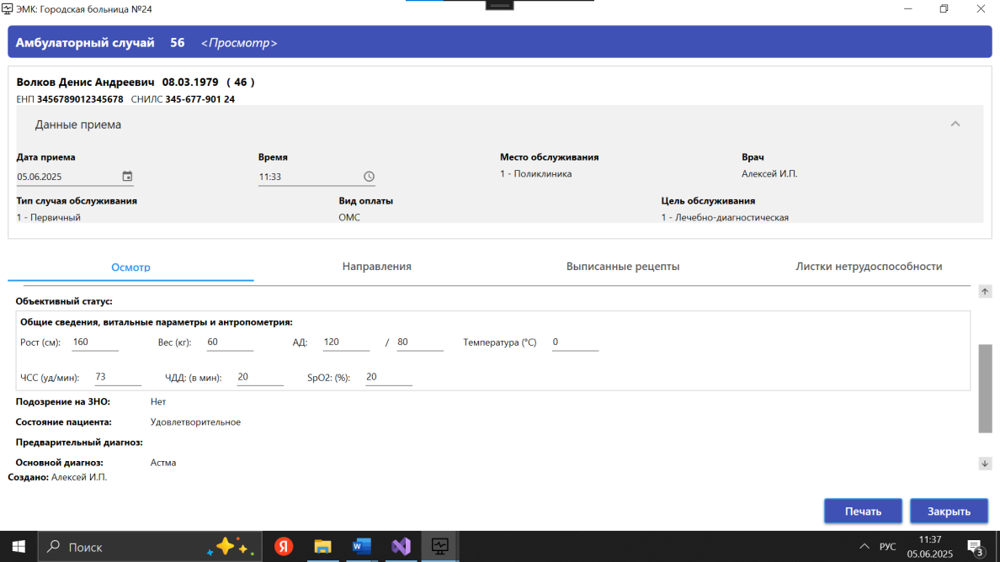 ЭМК: Городская больница №24
Амбулаторный случай 56 <Просмотр>
Волков Денис Андреевич 08.03.1979 ( 46 )
ЕНП 3456789012345678 СНИЛС 345-677-901 24
Данные приема
Дата приема Время Место обслуживания Врач
05.06.2025 11:33 1 - Поликлиника Алексей И.П.
Тип случая обслуживания Вид оплаты Цель обслуживания
1 - Первичный ОМС 1 - Лечебно-диагностическая
Осмотр Направления Выписанные рецепты Листки нетрудоспособности
Объективный статус:
Общие сведения, витальные параметры и антропометрия:
Рост (см): 160 Вес (кг): 60 АД: 120 / 80 Температура (°C) 0
ЧСС (уд/мин): 73 ЧДД: (в мин): 20 SpO2: (%): 20
Подозрение на ЗНО: Нет
Состояние пациента: Удовлетворительное
Предварительный диагноз:
Основной диагноз: Астма
Создано: Алексей И.П.
Печать Закрыть
Поиск Я W РУС 11:37
05.06.2025 3